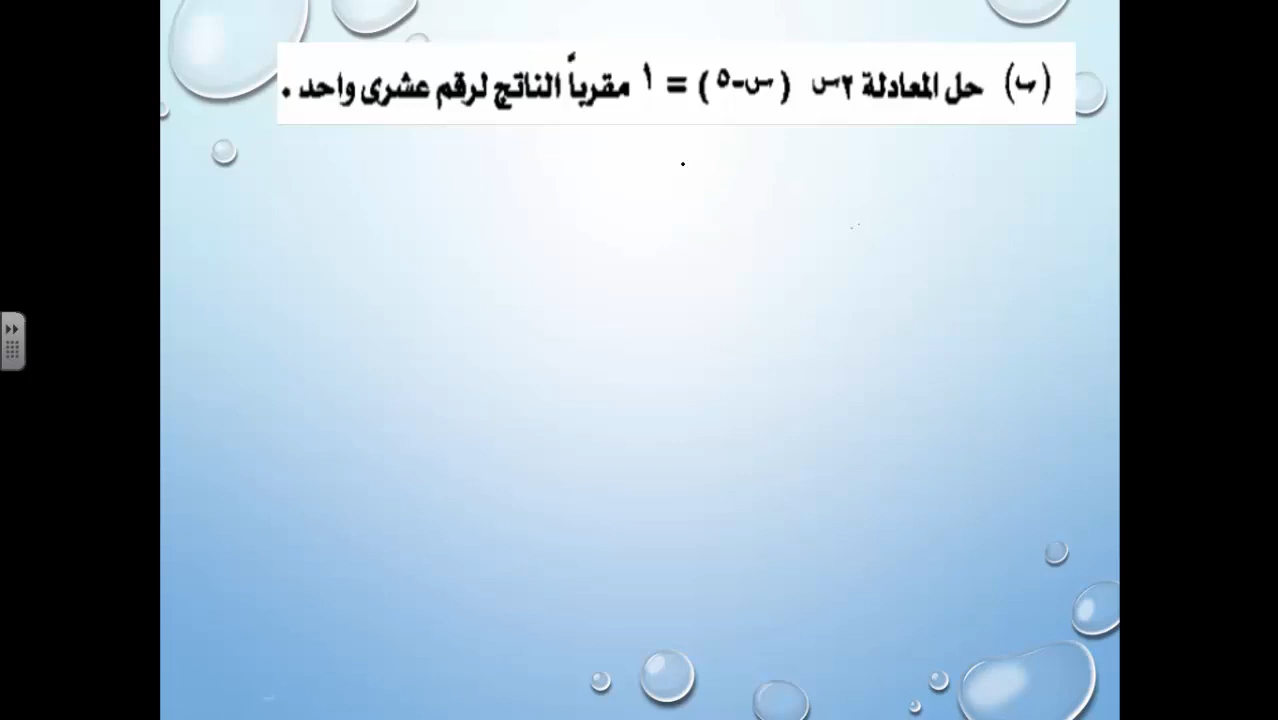 (ب) حل المعادلة ٢س (س-٥) = ١ مقرباً الناتج لرقم عشرى واحد .